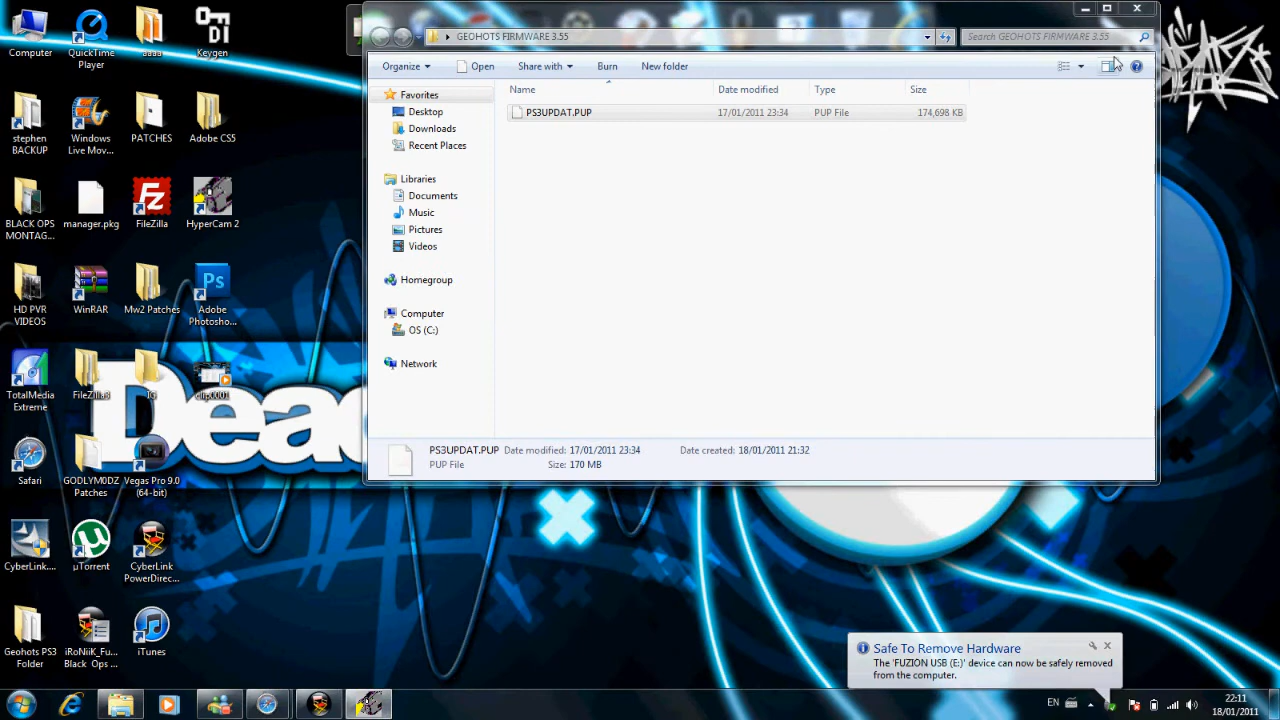 Computer
QuickTime
Player
aaaa
Keygen
stephen
BACKUP
Windows
Live Mov...
PATCHES
Adobe CS5
BLACK OPS
MONTAG...
manager.pkg
FileZilla
HyperCam 2
HD PVR
VIDEOS
WinRAR
Mw2 Patches
Adobe
Photosho...
TotalMedia
Extreme
FileZilla3
IG
clip0001
Safari
GODLYM0DZ
Patches
Vegas Pro 9.0
(64-bit)
CyberLink....
µTorrent
CyberLink
PowerDirec...
Geohots PS3
Folder
iRoNiiK_Fu...
Black Ops ...
iTunes
Dead
GEOHOTS FIRMWARE 3.55
Search GEOHOTS FIRMWARE 3.55
Organize
Open
Share with
Burn
New folder
Favorites
Desktop
Downloads
Recent Places
Libraries
Documents
Music
Pictures
Videos
Homegroup
Computer
OS (C:)
Network
Name Date modified Type Size
PS3UPDAT.PUP 17/01/2011 23:34 PUP File 174,698 KB
PS3UPDAT.PUP Date modified: 17/01/2011 23:34 Date created: 18/01/2011 21:32
PUP File Size: 170 MB
Safe To Remove Hardware
The 'FUZION USB (E:)' device can now be safely removed
from the computer.
EN
22:11
18/01/2011